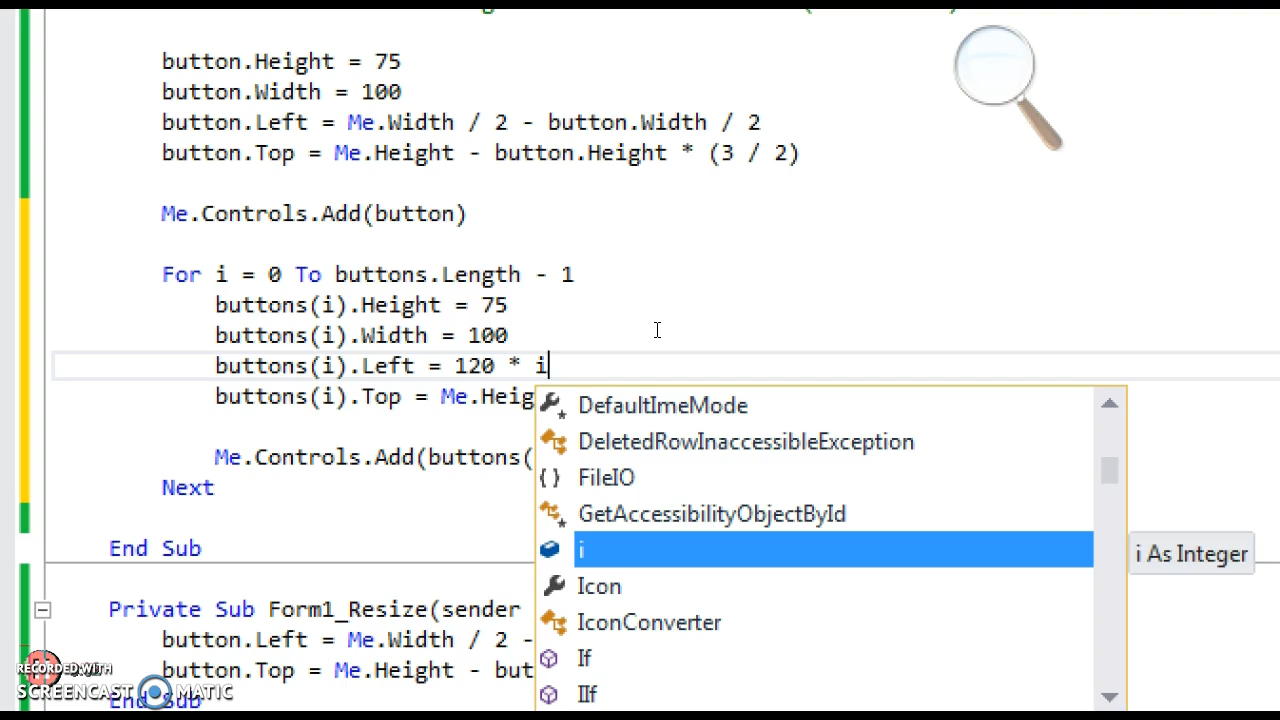 button.Height = 75
button.Width = 100
button.Left = Me.Width / 2 - button.Width / 2
button.Top = Me.Height - button.Height * (3 / 2)
Me.Controls.Add(button)
For i = 0 To buttons.Length - 1
buttons(i).Height = 75
buttons(i).Width = 100
buttons(i).Left = 120 * i
buttons(i).Top = Me.Heig
Me.Controls.Add(buttons(
Next
End Sub
Private Sub Form1_Resize(sender
button.Left = Me.Width / 2 -
button.Top = Me.Height - but
End Sub
DefaultImeMode
DeletedRowInaccessibleException
FileIO
GetAccessibilityObjectById
i
Icon
IconConverter
If
IIf
i As Integer
RECORDED WITH
SCREENCAST MATIC